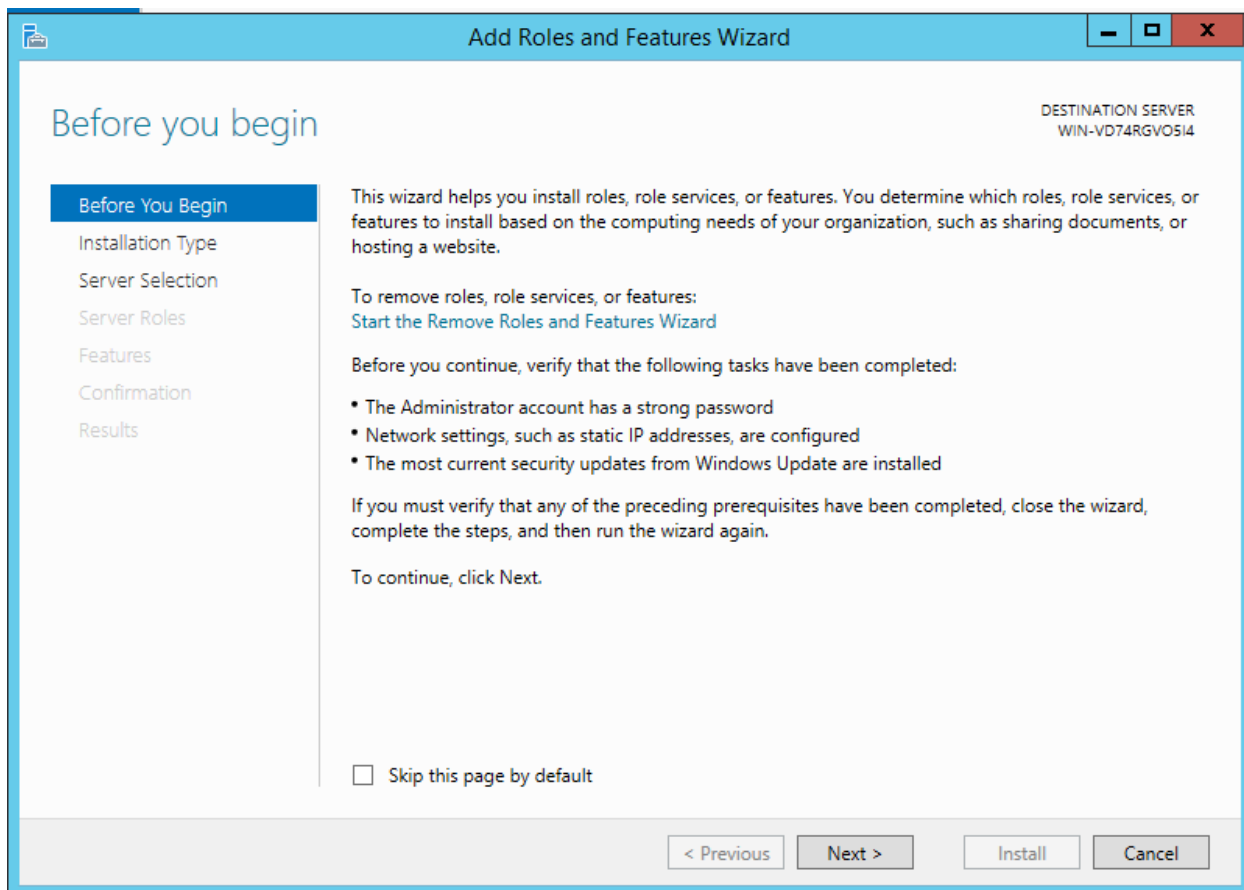 Add Roles and Features Wizard
Before you begin
DESTINATION SERVER
WIN-VD74RGVO5I4
Before You Begin
Installation Type
Server Selection
Server Roles
Features
Confirmation
Results
This wizard helps you install roles, role services, or features. You determine which roles, role services, or
features to install based on the computing needs of your organization, such as sharing documents, or
hosting a website.
To remove roles, role services, or features:
Start the Remove Roles and Features Wizard
Before you continue, verify that the following tasks have been completed:
• The Administrator account has a strong password
• Network settings, such as static IP addresses, are configured
• The most current security updates from Windows Update are installed
If you must verify that any of the preceding prerequisites have been completed, close the wizard,
complete the steps, and then run the wizard again.
To continue, click Next.
Skip this page by default
< Previous
Next >
Install
Cancel